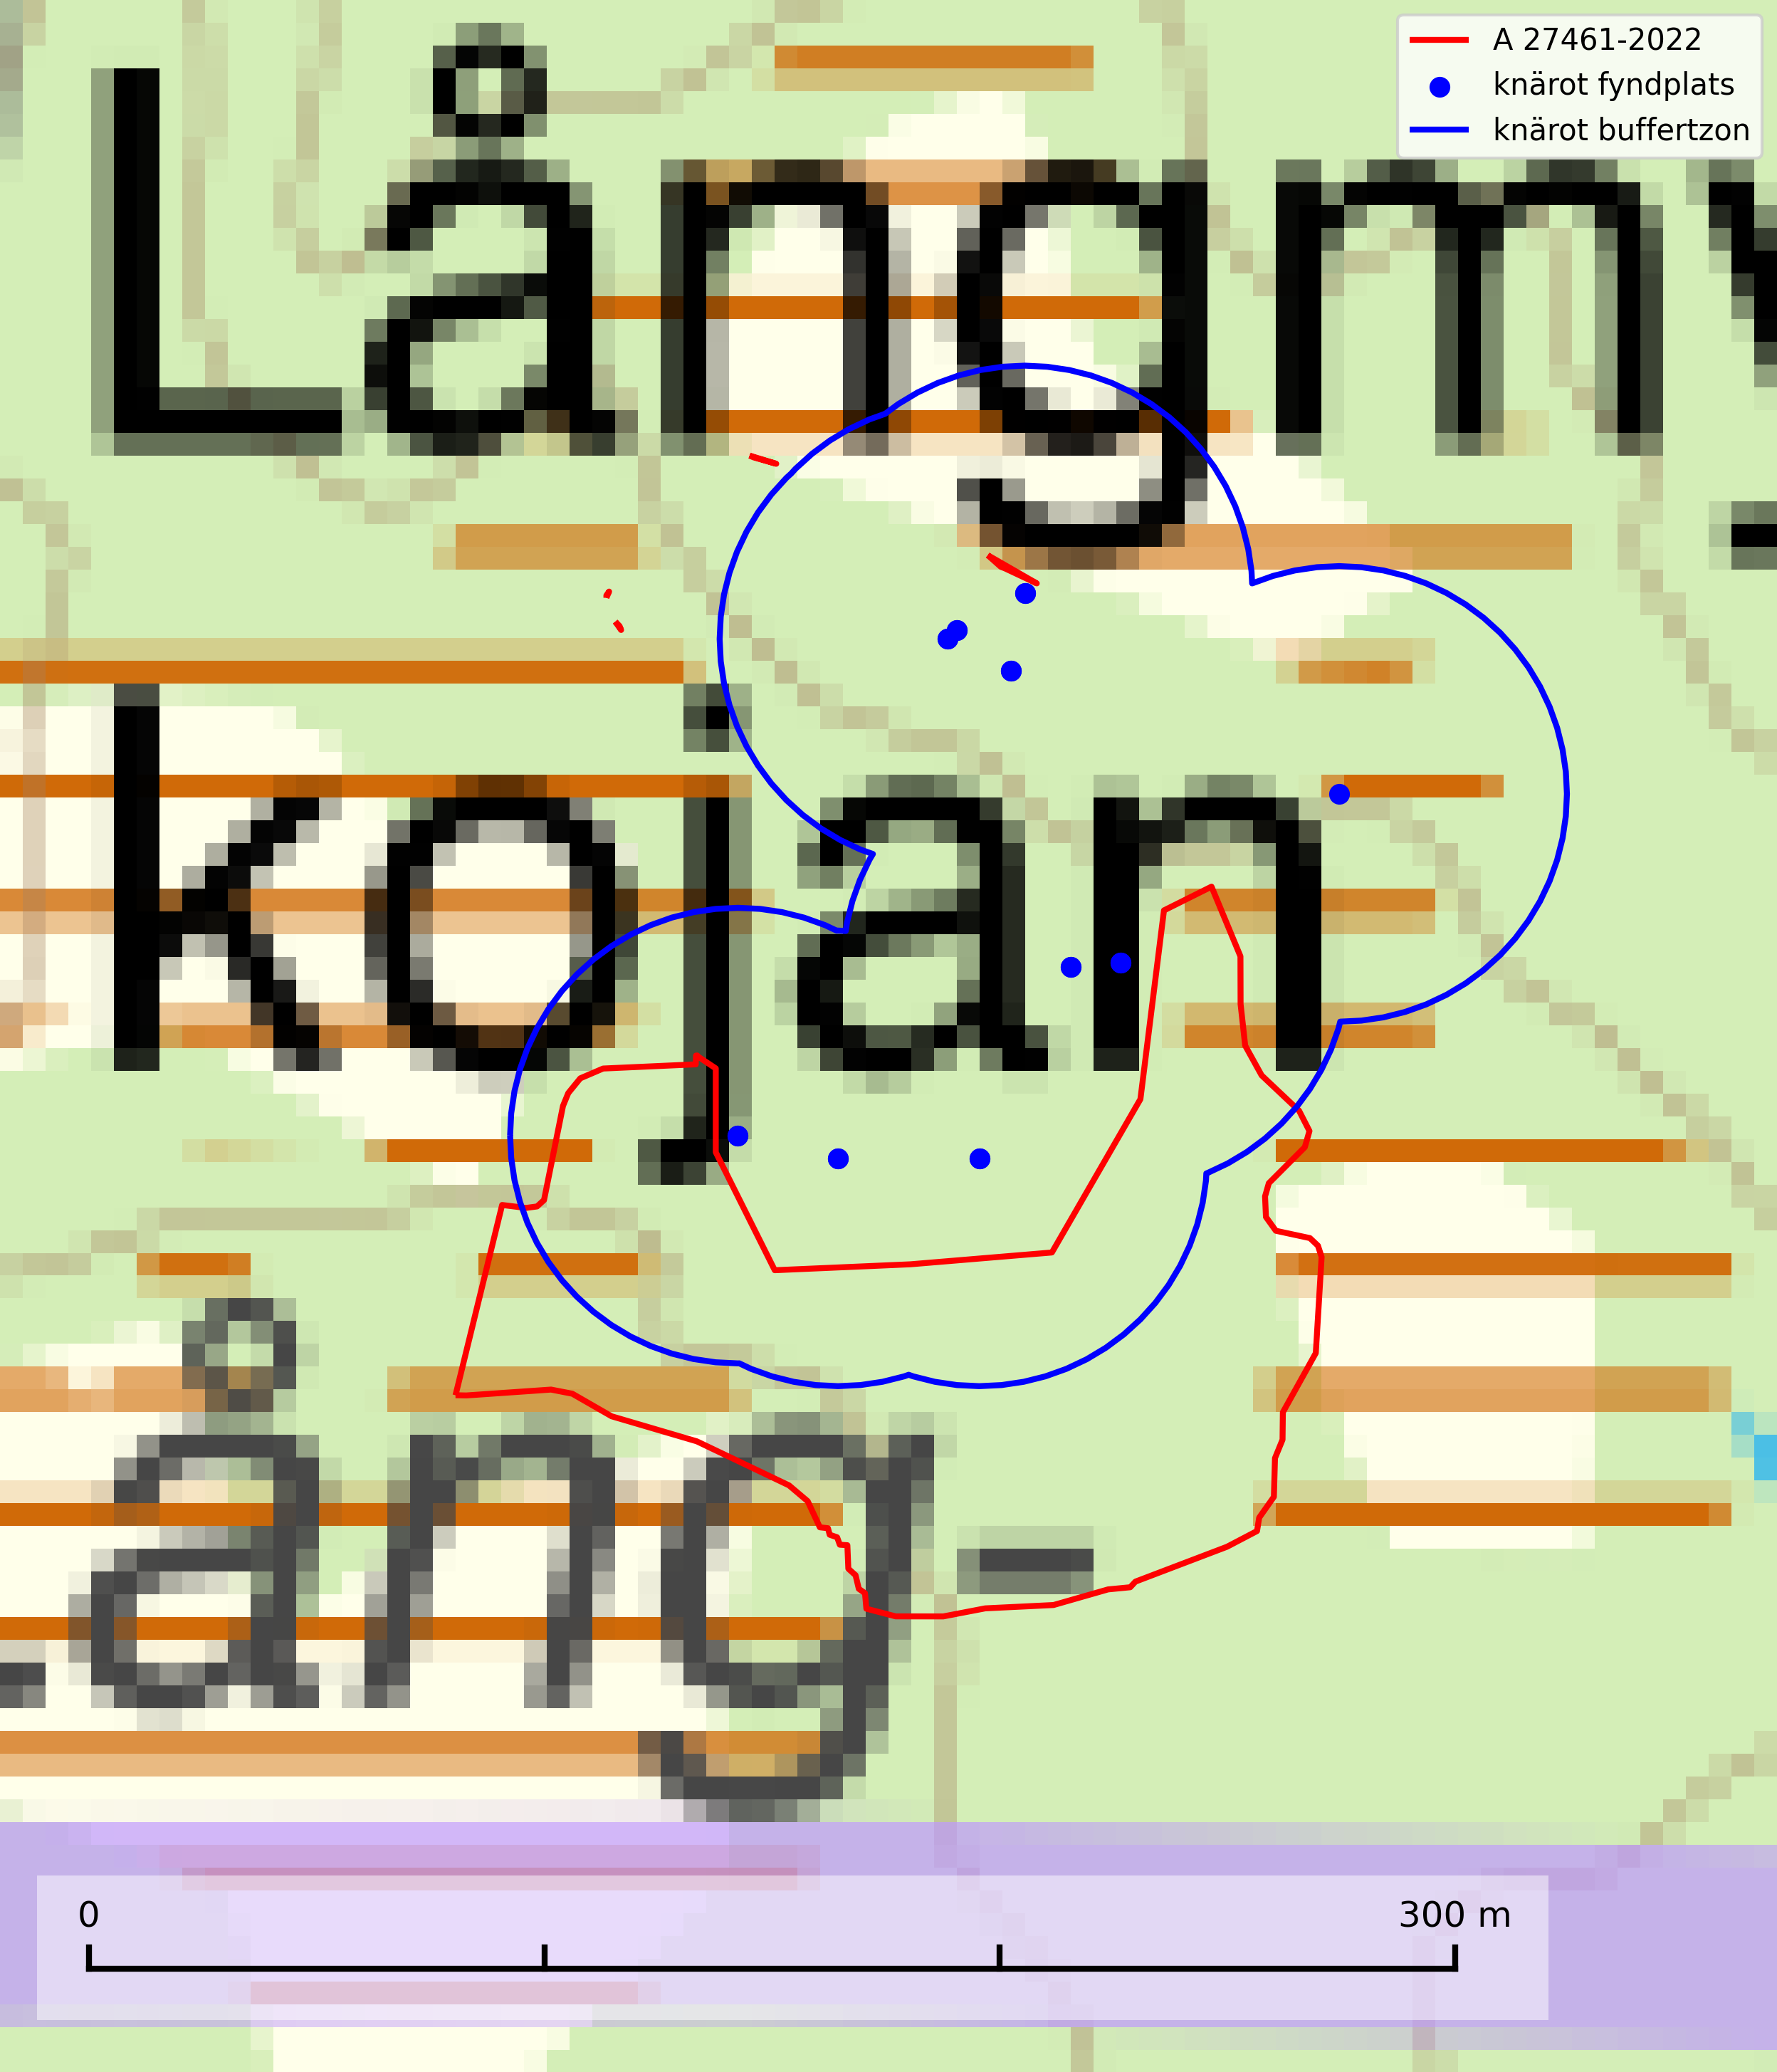 A 27461-2022
knärot fyndplats
knärot buffertzon
Långm
kojan
ång -
0 300 m